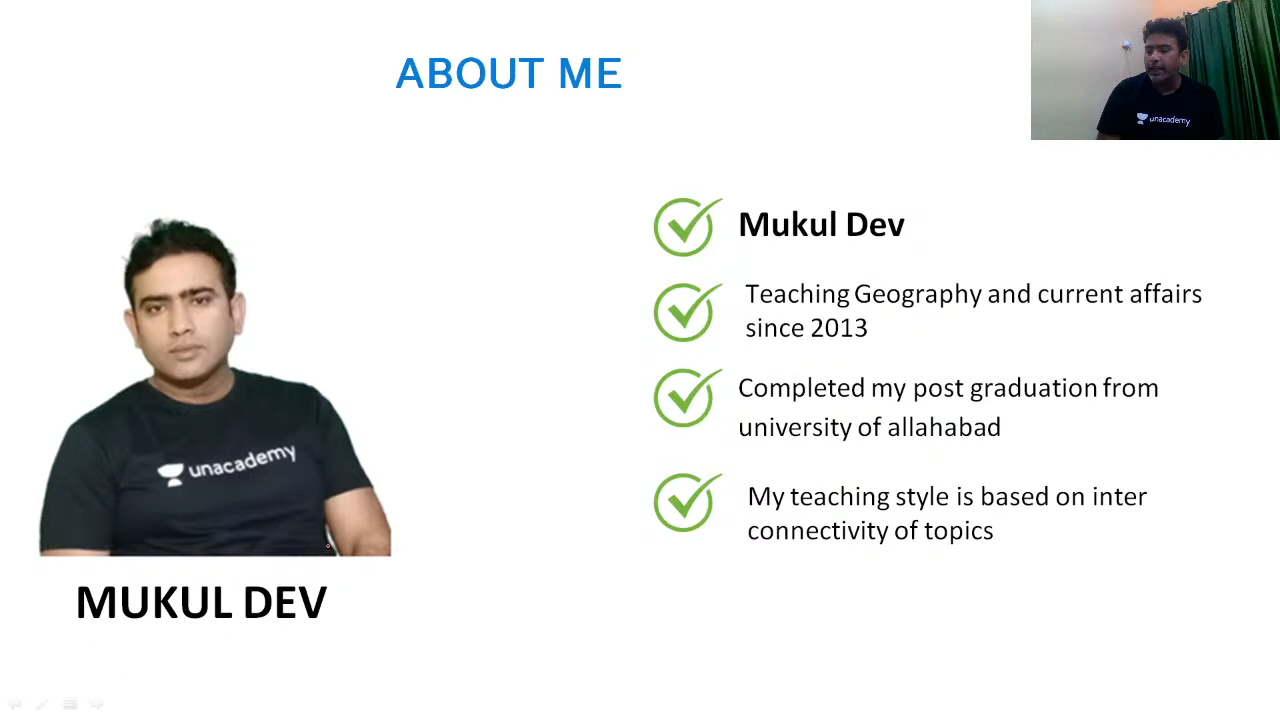 ABOUT ME
unacademy
Mukul Dev
Teaching Geography and current affairs
since 2013
Completed my post graduation from
university of allahabad
My teaching style is based on inter
connectivity of topics
unacademy
MUKUL DEV